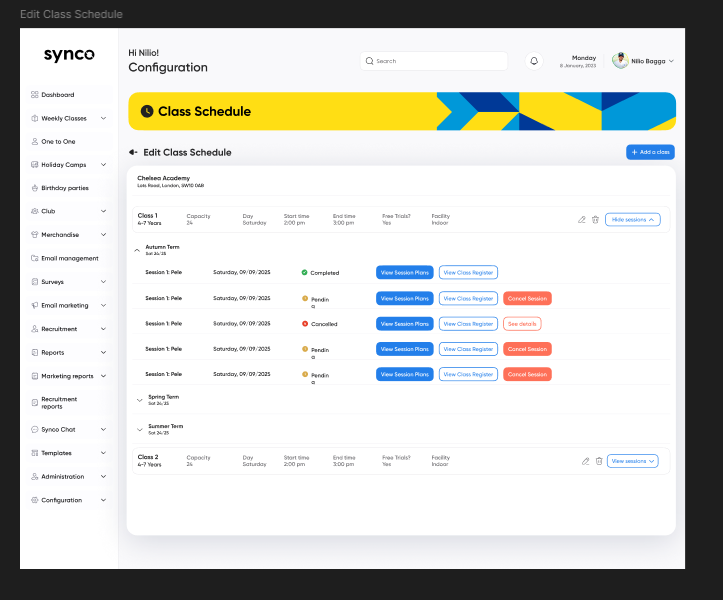 Edit Class Schedule
synco
Hi Nilio!
Configuration
Search
Monday
8 January, 2023
Nilio Bagga
Dashboard
Weekly Classes
One to One
Holiday Camps
Birthday parties
Club
Merchandise
Email management
Surveys
Email marketing
Recruitment
Reports
Marketing reports
Recruitment
reports
Synco Chat
Templates
Administration
Configuration
Class Schedule
Edit Class Schedule
+ Add a class
Chelsea Academy
Lots Road, London, SW10 0AB
Class 1 Capacity Day Start time End time Free Trials? Facility
4-7 Years 24 Saturday 2:00 pm 3:00 pm Yes Indoor
Hide sessions
Autumn Term
Sat 24/25
Session 1: Pele Saturday, 09/09/2025 Completed View Session Plans View Class Register
Session 1: Pele Saturday, 09/09/2025 Pendin
g
View Session Plans View Class Register Cancel Session
Session 1: Pele Saturday, 09/09/2025 Cancelled View Session Plans View Class Register See details
Session 1: Pele Saturday, 09/09/2025 Pendin
g
View Session Plans View Class Register Cancel Session
Session 1: Pele Saturday, 09/09/2025 Pendin
g
View Session Plans View Class Register Cancel Session
Spring Term
Sat 24/25
Summer Term
Sat 24/25
Class 2 Capacity Day Start time End time Free Trials? Facility
4-7 Years 24 Saturday 2:00 pm 3:00 pm Yes Indoor
View sessions